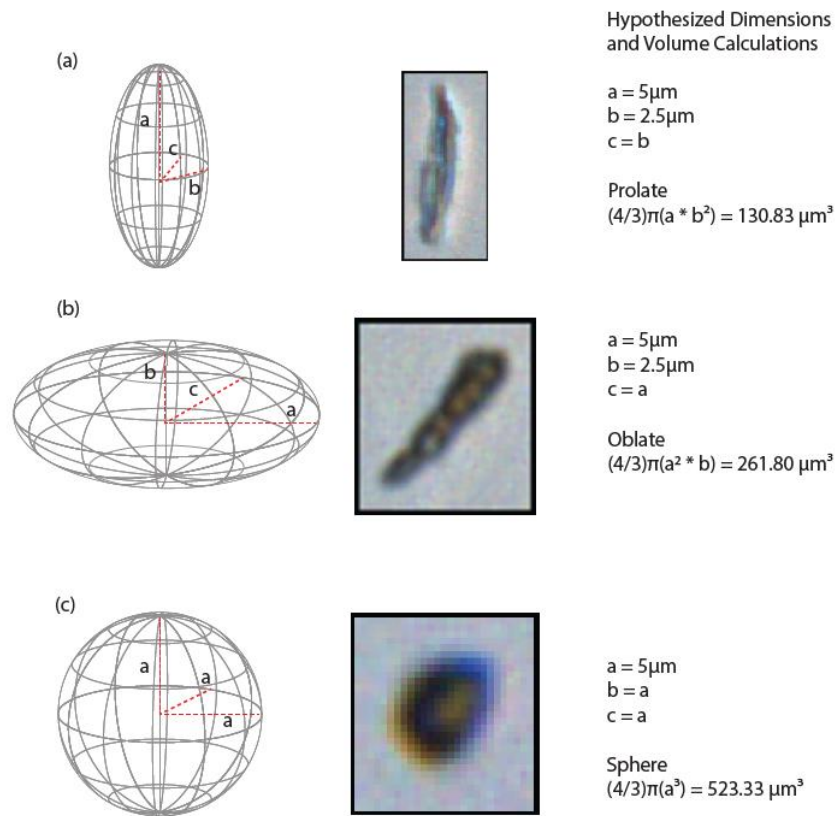 Hypothesized Dimensions
and Volume Calculations
(a)
a
c
b
a = 5μm
b = 2.5μm
c = b
Prolate
(4/3)π(a * b²) = 130.83 μm³
(b)
b
c
a
a = 5μm
b = 2.5μm
c = a
Oblate
(4/3)π(a² * b) = 261.80 μm³
(c)
a
a
a
a = 5μm
b = a
c = a
Sphere
(4/3)π(a³) = 523.33 μm³